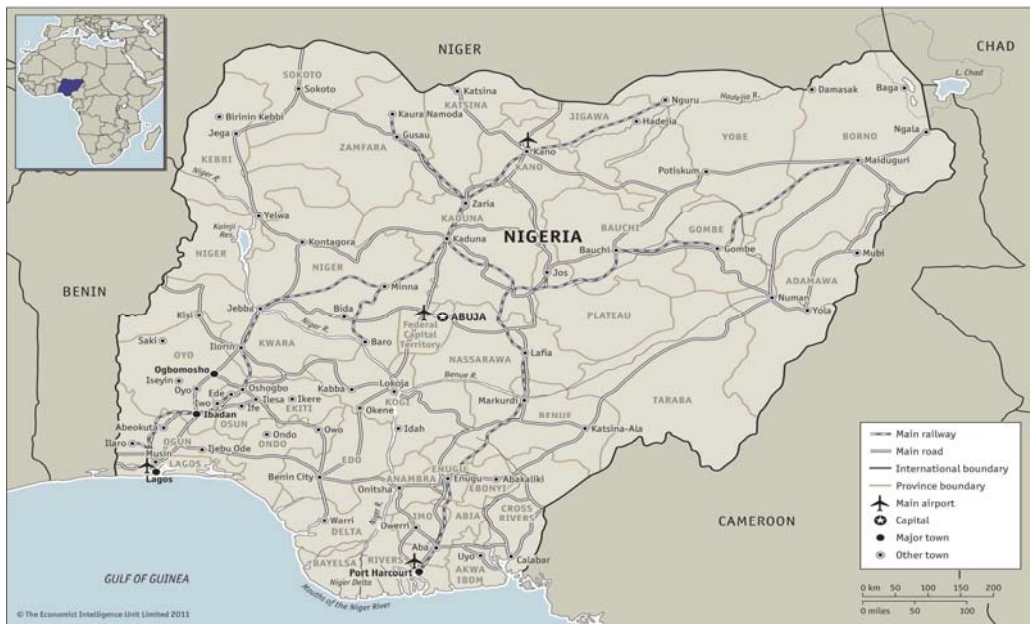 NIGER
CHAD
L. Chad
SOKOTO
Sokoto
Katsina
KATSINA
Birinin Kebbi
Kaura Namoda
Nguru
Hadejia R.
Damasak
Baga
Jega
Gusau
JIGAWA
Hadejia
YOBE
BORNO
Ngala
ZAMFARA
Kano
KANO
KEBBI
Maiduguri
Niger R.
Potiskum
Yelwa
Zaria
KADUNA
Kainji
Res.
Kontagora
Kaduna
NIGERIA
BAUCHI
Bauchi
GOMBE
Gombe
Mubi
NIGER
NIGER
Jos
ADAMAWA
BENIN
Minna
Numan
Yola
Jebba
Bida
ABUJA
PLATEAU
Kisi
Niger R.
Federal
Capital
Territory
Saki
Ilorin
KWARA
Baro
NASSARAWA
Lafia
OYO
Ogbomosho
Iseyin
Oyo
Ede
Oshogbo
Kabba
Lokoja
Benue R.
TARABA
Iwo
Ilesa
Ikere
KOGI
Markurdi
Ibadan
Ife
EKITI
Okene
BENUE
Abeokuta
OSUN
Owo
Idah
Katsina-Ala
Ilaro
OGUN
Ondo
ONDO
Musin
Ijebu Ode
EDO
LAGOS
Lagos
Benin City
ANAMBRA
ENUGU
Enugu
Abakaliki
EBONYI
Onitsha
Niger R.
CROSS
RIVERS
Warri
DELTA
IMO
Owerri
ABIA
Aba
BAYELSA
RIVERS
Uyo
Calabar
Port Harcourt
AKWA
IBOM
Niger Delta
Mouths of the Niger River
GULF OF GUINEA
CAMEROON
Main railway
Main road
International boundary
Province boundary
Main airport
Capital
Major town
Other town
0 km 50 100 150 200
0 miles 50 100
© The Economist Intelligence Unit Limited 2011